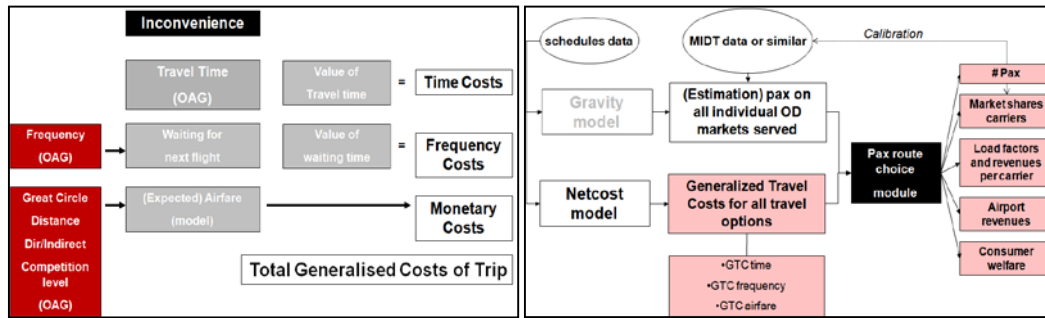 Inconvenience
Travel Time
(OAG)
Value of
Travel time
=
Time Costs
Frequency
(OAG)
Waiting for
next flight
Value of
waiting time
=
Frequency
Costs
Great Circle
Distance
Dir/Indirect
Competition
level
(OAG)
(Expected) Airfare
(model)
Monetary
Costs
Total Generalised Costs of Trip
schedules data
MIDT data or similar
Calibration
Gravity
model
(Estimation) pax on
all individual OD
markets served
Netcost
model
Generalized Travel
Costs for all travel
options
•GTC time
•GTC frequency
•GTC airfare
Pax route
choice
module
# Pax
Market shares
carriers
Load factors
and revenues
per carrier
Airport
revenues
Consumer
welfare